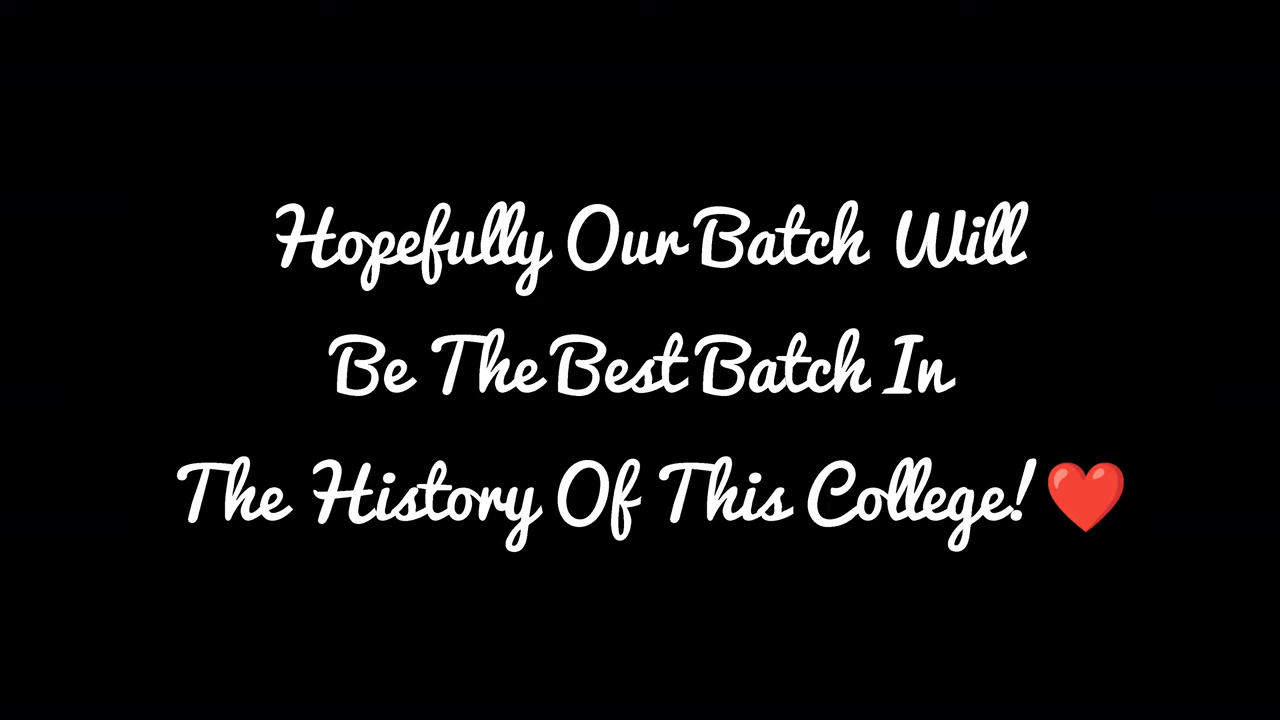 Hopefully Our Batch Will
Be The Best Batch In
The History Of This College!❤️